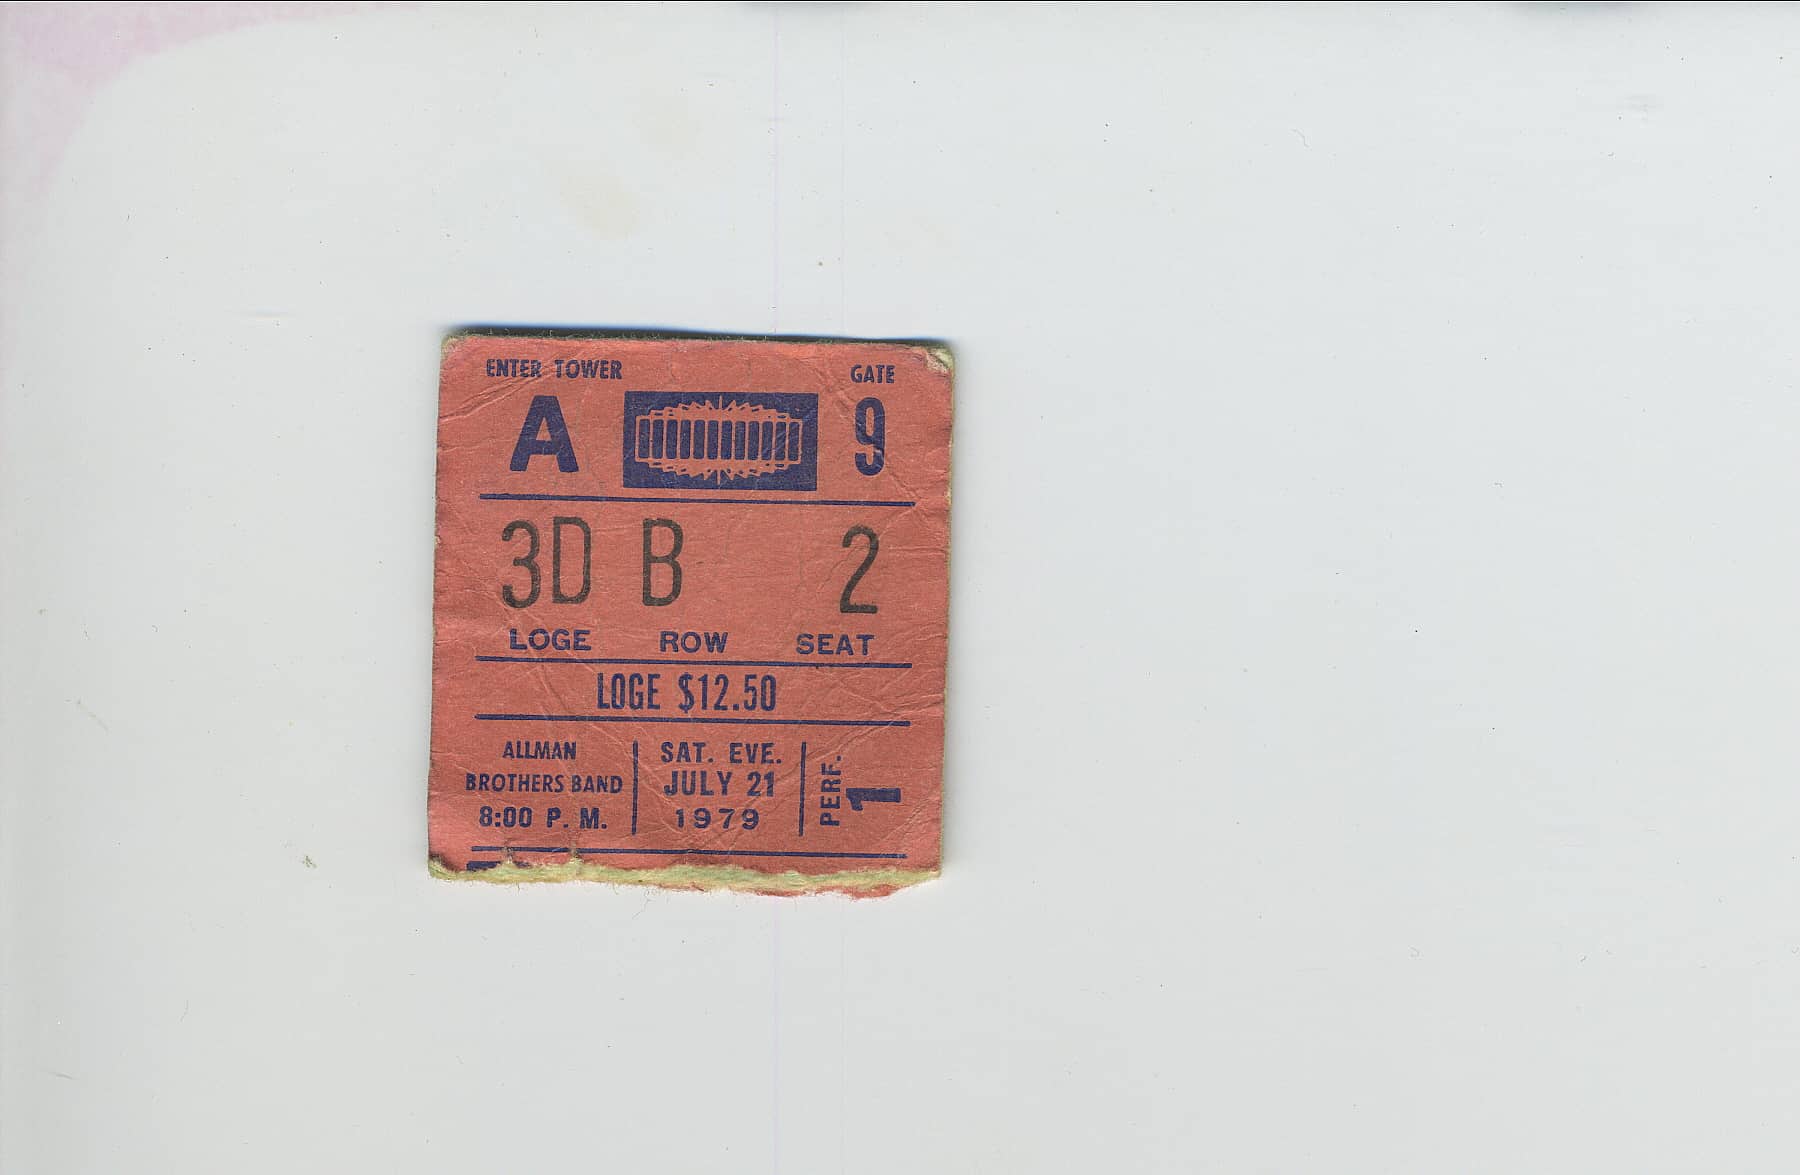 ENTER TOWER GATE
A 9
3D B 2
LOGE ROW SEAT
LOGE $12.50
ALLMAN
BROTHERS BAND
8:00 P. M.
SAT. EVE.
JULY 21
1979
PERF.
1